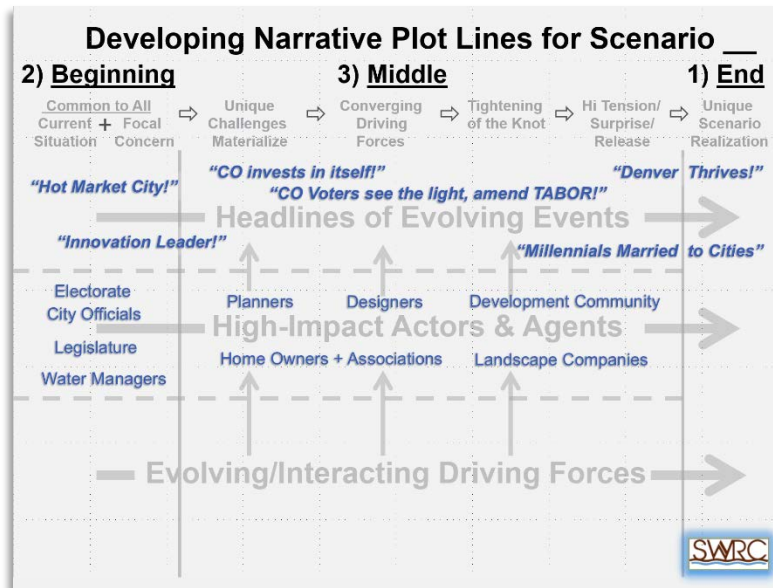 Developing Narrative Plot Lines for Scenario __
2) Beginning 3) Middle 1) End
Common to All
Current + Focal
Situation Concern
Unique
Challenges
Materialize
Converging
Driving
Forces
Tightening
of the Knot
Hi Tension/
Surprise/
Release
Unique
Scenario
Realization
“CO invests in itself!” “Denver Thrives!”
“Hot Market City!” “CO Voters see the light, amend TABOR!”
Headlines of Evolving Events
“Innovation Leader!” “Millennials Married to Cities”
Electorate
City Officials
Legislature
Water Managers
Planners Designers Development Community
High-Impact Actors & Agents
Home Owners + Associations Landscape Companies
Evolving/Interacting Driving Forces
SWRC